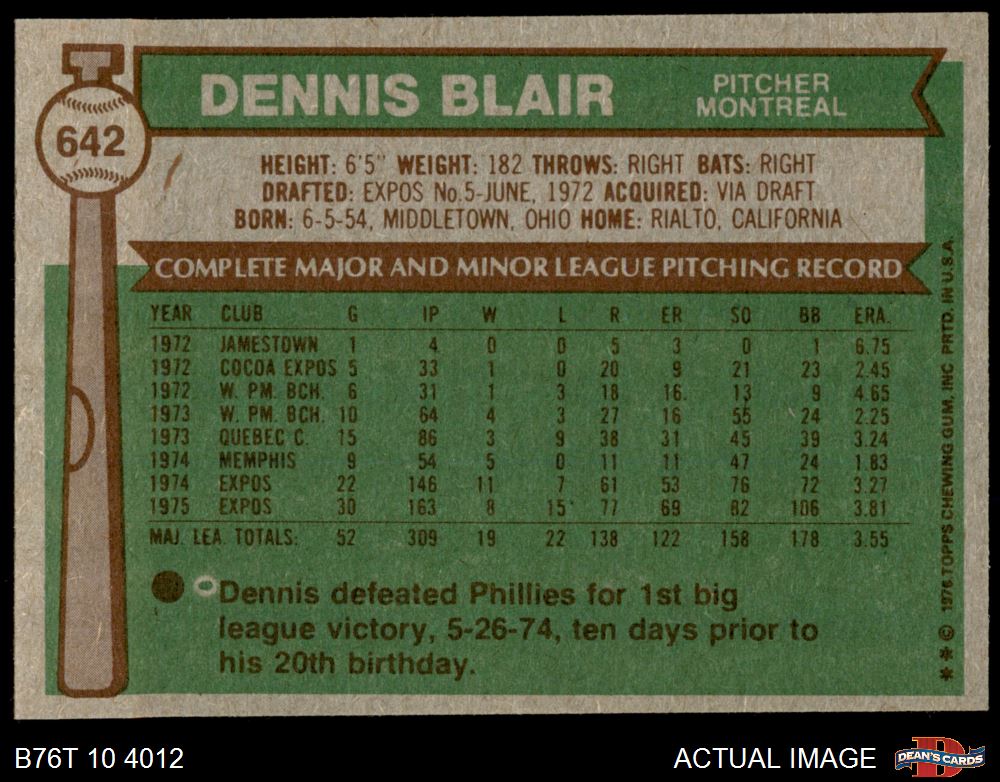 DENNIS BLAIR
PITCHER
MONTREAL
642
HEIGHT: 6'5" WEIGHT: 182 THROWS: RIGHT BATS: RIGHT
DRAFTED: EXPOS No.5-JUNE, 1972 ACQUIRED: VIA DRAFT
BORN: 6-5-54, MIDDLETOWN, OHIO HOME: RIALTO, CALIFORNIA
COMPLETE MAJOR AND MINOR LEAGUE PITCHING RECORD
YEAR CLUB G IP W L R ER SO BB ERA.
1972 JAMESTOWN 1 4 0 0 5 3 0 1 6.75
1972 COCOA EXPOS 5 33 1 0 20 9 21 23 2.45
1972 W. PM. BCH. 6 31 1 3 18 16. 13 9 4.65
1973 W. PM. BCH. 10 64 4 3 27 16 55 24 2.25
1973 QUEBEC C. 15 86 3 9 38 31 45 39 3.24
1974 MEMPHIS 9 54 5 0 11 11 47 24 1.83
1974 EXPOS 22 146 11 7 61 53 76 72 3.27
1975 EXPOS 30 163 8 15 77 69 82 106 3.81
MAJ. LEA. TOTALS: 52 309 19 22 138 122 158 178 3.55
Dennis defeated Phillies for 1st big
league victory, 5-26-74, ten days prior to
his 20th birthday.
** © 1976 TOPPS CHEWING GUM, INC. PRTD. IN U.S.A.
B76T 10 4012
ACTUAL IMAGE
D
DEAN'S CARDS